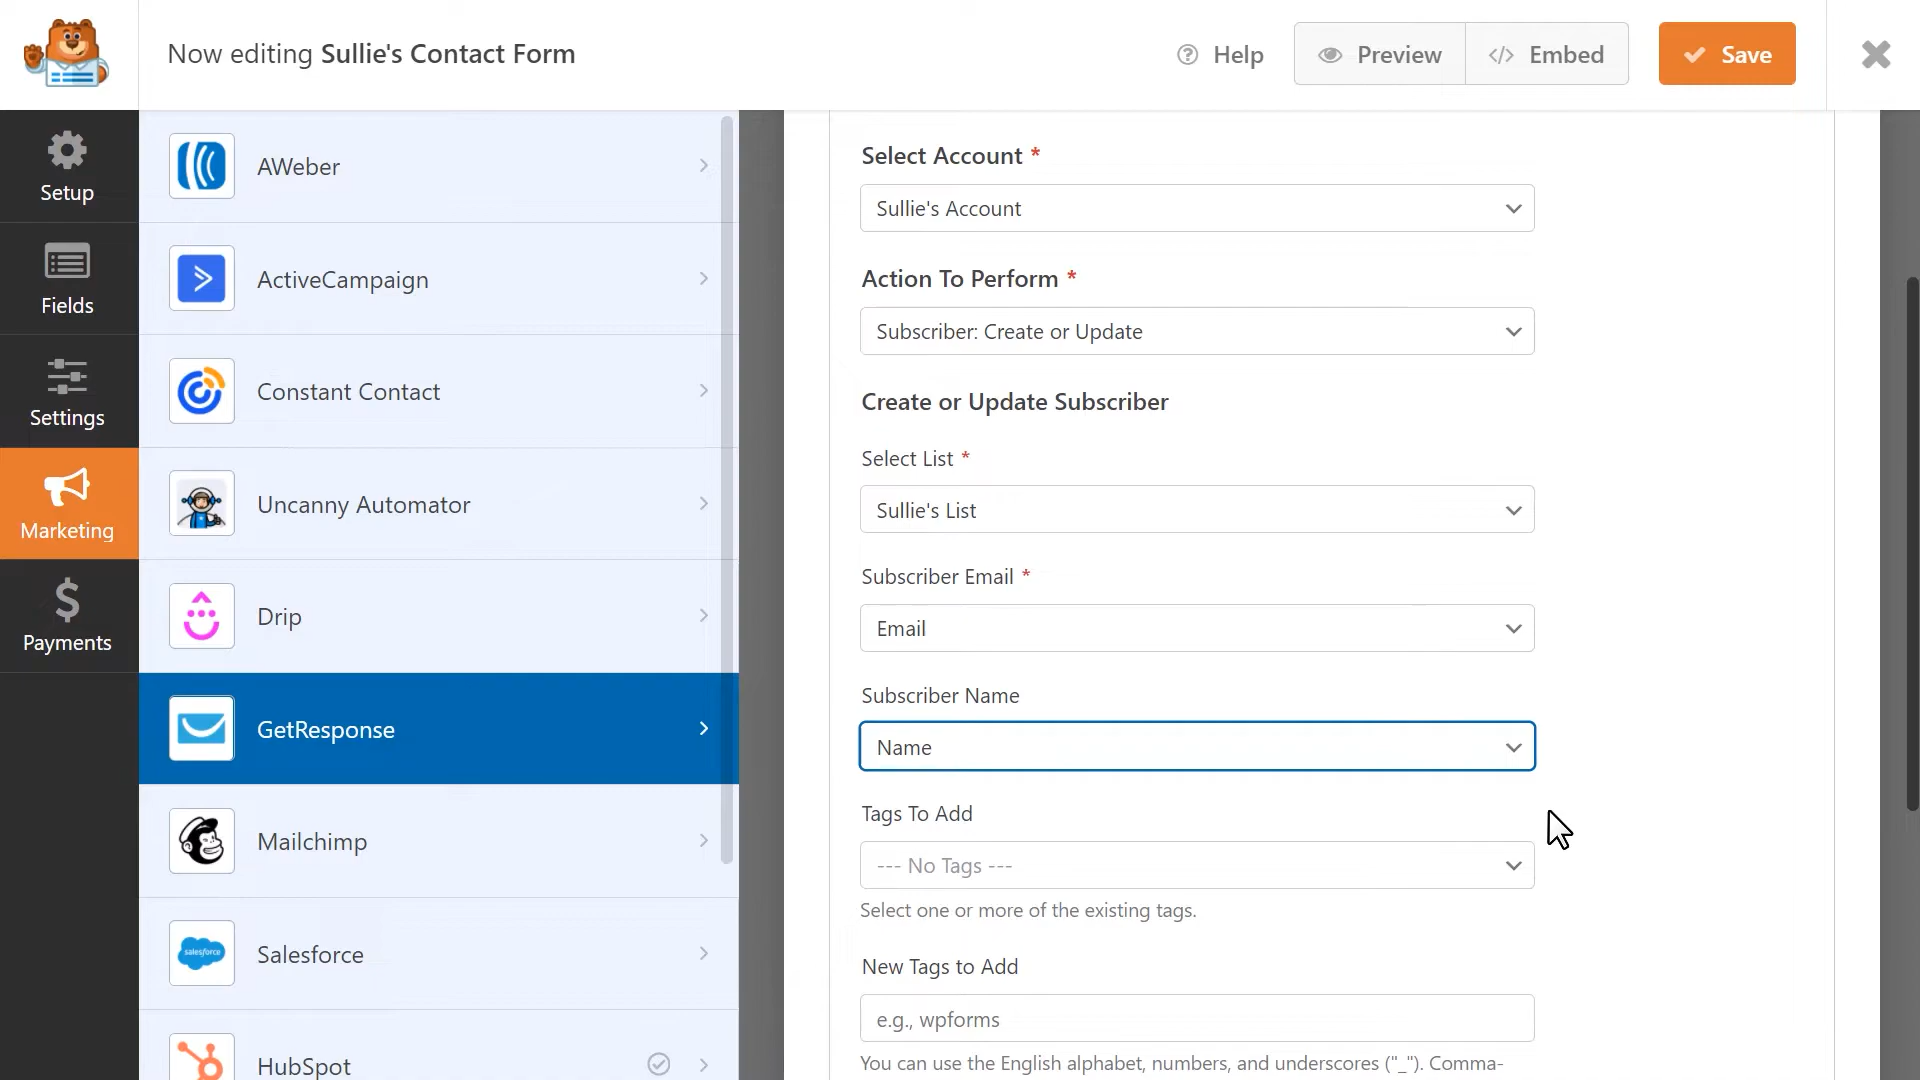 Now editing Sullie's Contact Form
Help
Preview
Embed
Save
Setup
Fields
Settings
Marketing
Payments
AWeber
ActiveCampaign
Constant Contact
Uncanny Automator
Drip
GetResponse
Mailchimp
salesforce
Salesforce
HubSpot
Select Account *
Sullie's Account
Action To Perform *
Subscriber: Create or Update
Create or Update Subscriber
Select List *
Sullie's List
Subscriber Email *
Email
Subscriber Name
Name
Tags To Add
--- No Tags ---
Select one or more of the existing tags.
New Tags to Add
e.g., wpforms
You can use the English alphabet, numbers, and underscores ("_"). Comma-